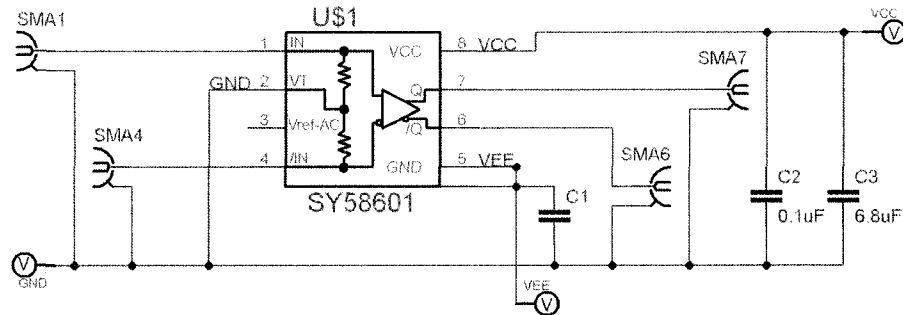 SMA1
U$1
VCC
1
IN
VCC
8
VCC
SMA7
GND
2
VT
Q
7
3
Vref-AC
/Q
6
SMA4
SMA6
4
/IN
GND
5
VEE
SY58601
C1
C2
0.1uF
C3
6.8uF
V
V
V
GND
VEE